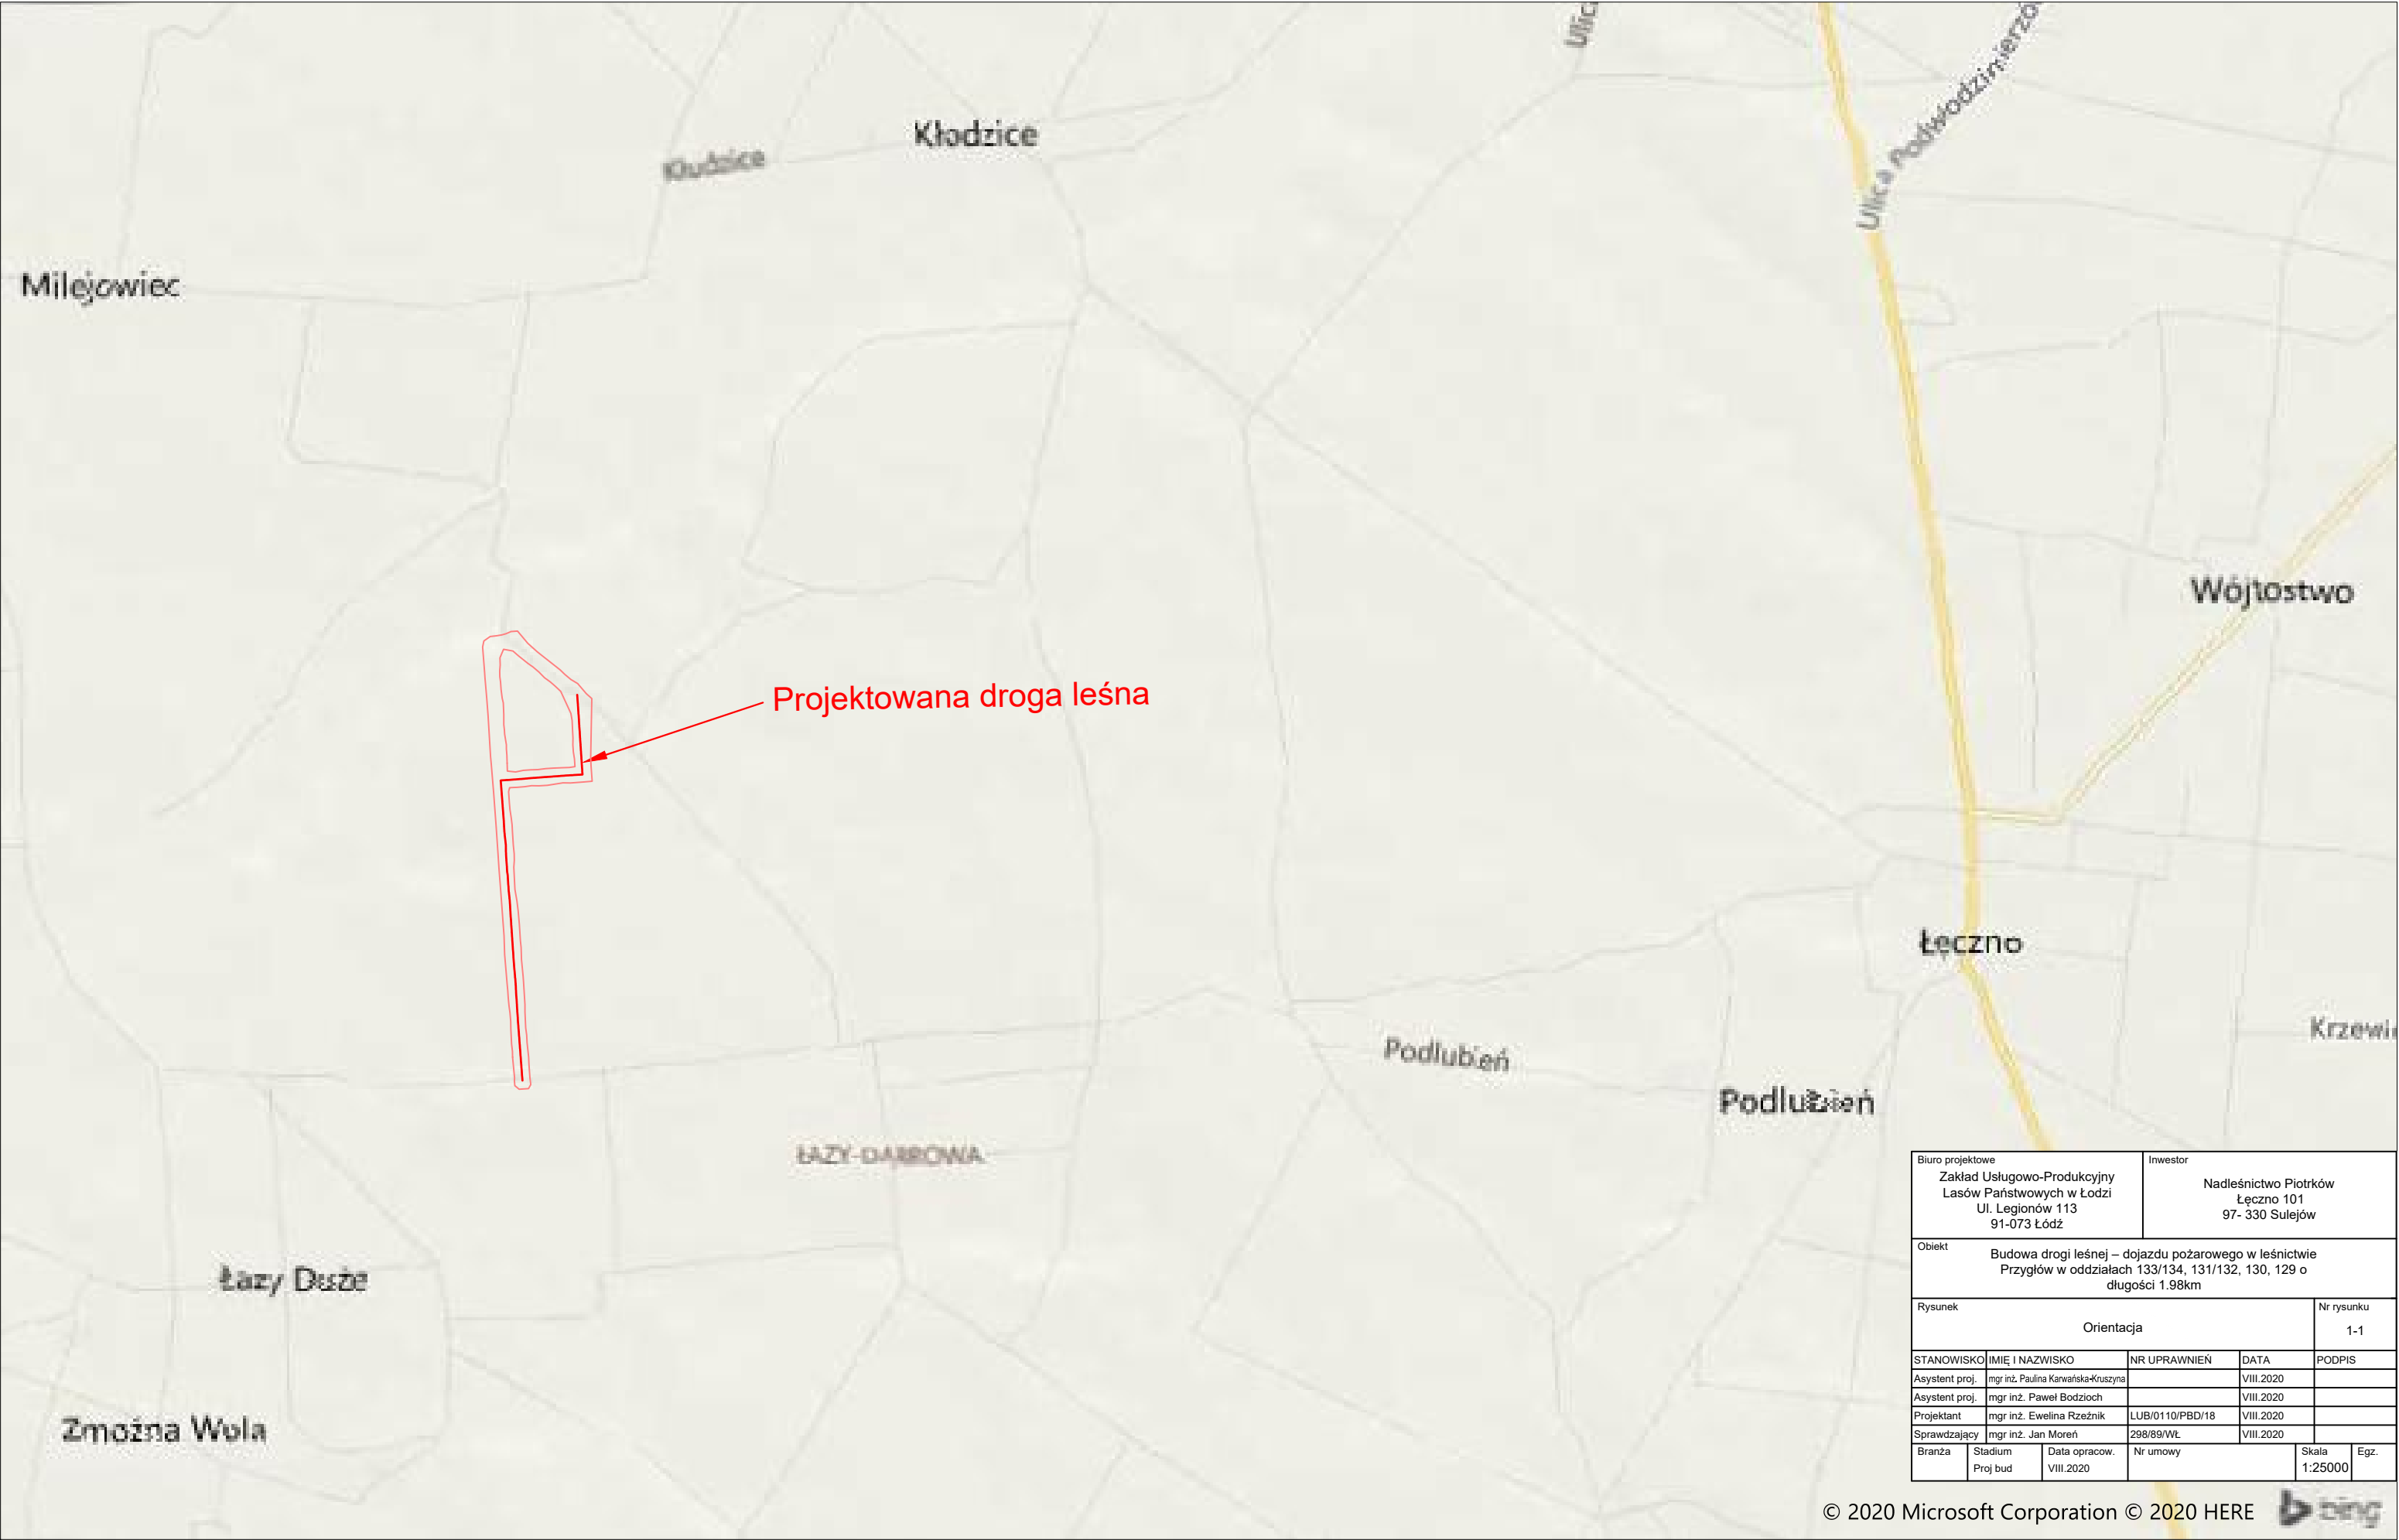 Ulica Podwłodzimierzów
Kłudzice
Kłudzice
Milejowiec
Wójtostwo
Projektowana droga leśna
Łęczno
Podlubień
Podlubień
ŁAZY-DĄBROWA
Łazy Duże
Zmożna Wola
Biuro projektowe
Zakład Usługowo-Produkcyjny
Lasów Państwowych w Łodzi
Ul. Legionów 113
91-073 Łódź
Inwestor
Nadleśnictwo Piotrków
Łęczno 101
97- 330 Sulejów
Obiekt
Budowa drogi leśnej – dojazdu pożarowego w leśnictwie
Przygłów w oddziałach 133/134, 131/132, 130, 129 o
długości 1.98km
Rysunek
Orientacja
Nr rysunku
1-1
STANOWISKO IMIĘ I NAZWISKO NR UPRAWNIEŃ DATA PODPIS
Asystent proj. mgr inż. Paulina Karwańska-Kruszyna VIII.2020
Asystent proj. mgr inż. Paweł Bodzioch VIII.2020
Projektant mgr inż. Ewelina Rzeźnik LUB/0110/PBD/18 VIII.2020
Sprawdzający mgr inż. Jan Moreń 298/89/WŁ VIII.2020
Branża Stadium Data opracow. Nr umowy Skala Egz.
Proj bud VIII.2020 1:25000
© 2020 Microsoft Corporation © 2020 HERE bing